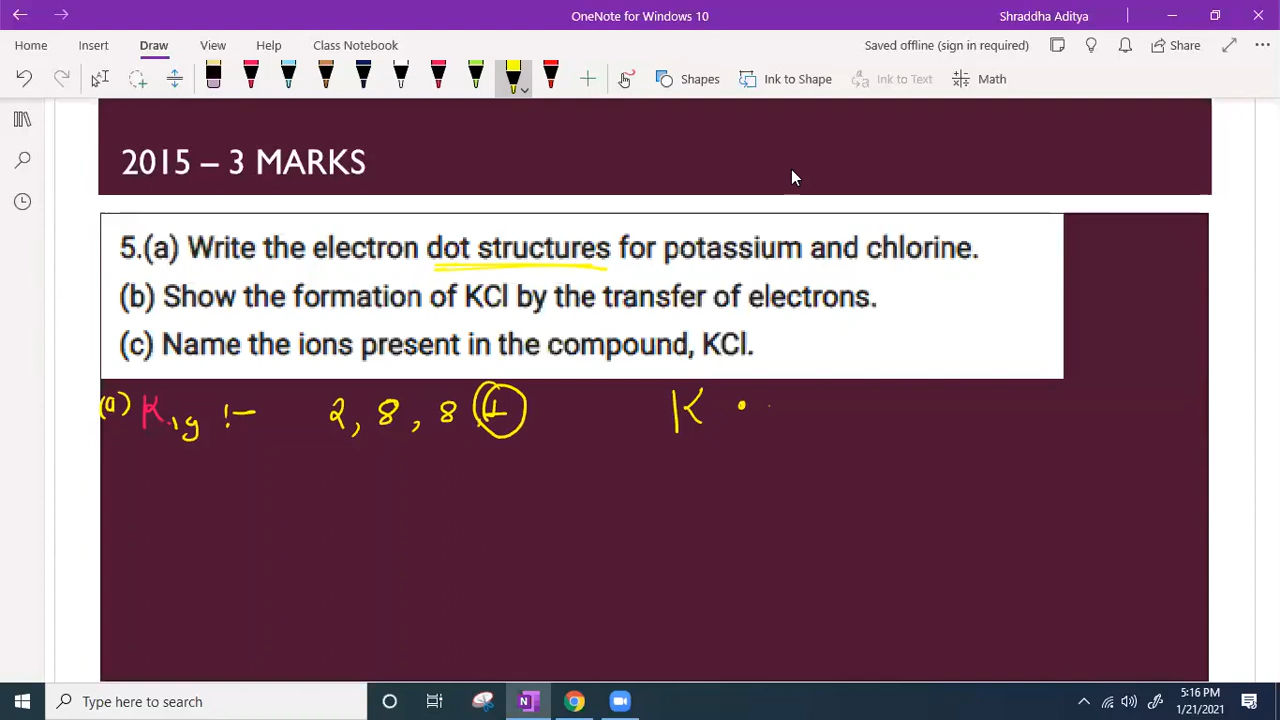 OneNote for Windows 10
Shraddha Aditya
Home Insert Draw View Help Class Notebook
Saved offline (sign in required)
Share
Shapes
Ink to Shape
Ink to Text
Math
2015 – 3 MARKS
5.(a) Write the electron dot structures for potassium and chlorine.
(b) Show the formation of KCl by the transfer of electrons.
(c) Name the ions present in the compound, KCl.
(a) K 19 :- 2, 8, 8, 1 K •
Type here to search
5:16 PM
1/21/2021